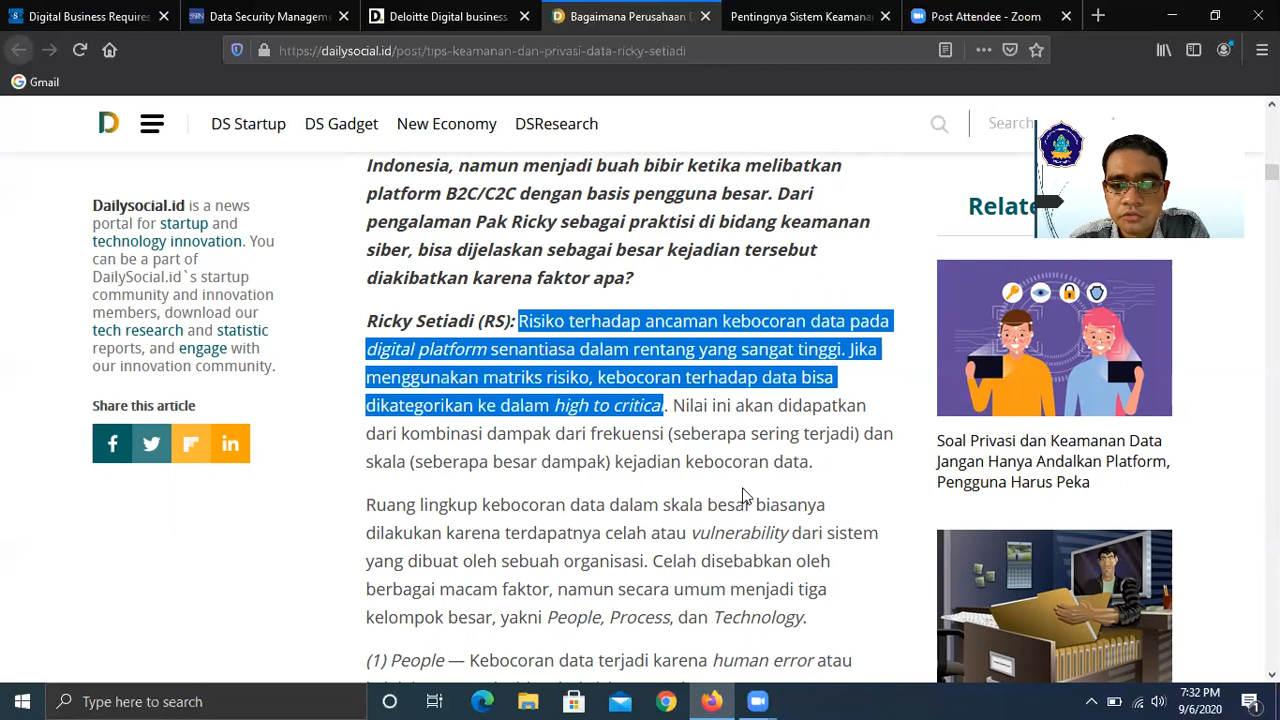 Digital Business Requires
Data Security Managem
Deloitte Digital business
Bagaimana Perusahaan D
Pentingnya Sistem Keamanan
Post Attendee - Zoom
https://dailysocial.id/post/tips-keamanan-dan-privasi-data-ricky-setiadi
Gmail
DS Startup
DS Gadget
New Economy
DSResearch
Search
Dailysocial.id is a news
portal for startup and
technology innovation. You
can be a part of
DailySocial.id`s startup
community and innovation
members, download our
tech research and statistic
reports, and engage with
our innovation community.
Share this article
Indonesia, namun menjadi buah bibir ketika melibatkan
platform B2C/C2C dengan basis pengguna besar. Dari
pengalaman Pak Ricky sebagai praktisi di bidang keamanan
siber, bisa dijelaskan sebagai besar kejadian tersebut
diakibatkan karena faktor apa?
Ricky Setiadi (RS): Risiko terhadap ancaman kebocoran data pada
digital platform senantiasa dalam rentang yang sangat tinggi. Jika
menggunakan matriks risiko, kebocoran terhadap data bisa
dikategorikan ke dalam high to critical. Nilai ini akan didapatkan
dari kombinasi dampak dari frekuensi (seberapa sering terjadi) dan
skala (seberapa besar dampak) kejadian kebocoran data.
Ruang lingkup kebocoran data dalam skala besar biasanya
dilakukan karena terdapatnya celah atau vulnerability dari sistem
yang dibuat oleh sebuah organisasi. Celah disebabkan oleh
berbagai macam faktor, namun secara umum menjadi tiga
kelompok besar, yakni People, Process, dan Technology.
(1) People — Kebocoran data terjadi karena human error atau
Relate
Soal Privasi dan Keamanan Data
Jangan Hanya Andalkan Platform,
Pengguna Harus Peka
Type here to search
7:32 PM
9/6/2020